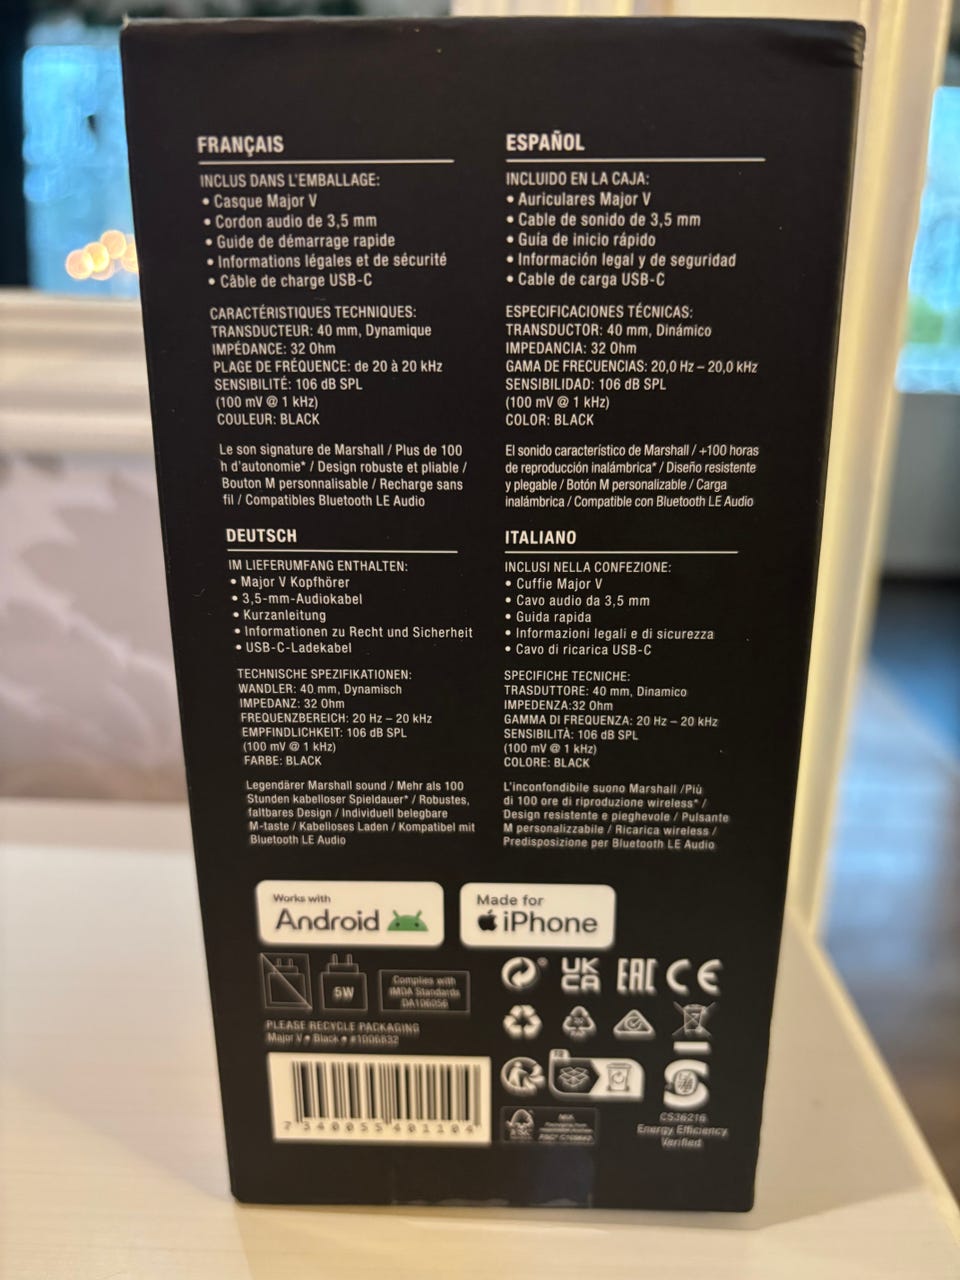 FRANÇAIS
INCLUS DANS L'EMBALLAGE:
• Casque Major V
• Cordon audio de 3,5 mm
• Guide de démarrage rapide
• Informations légales et de sécurité
• Câble de charge USB-C
CARACTÉRISTIQUES TECHNIQUES:
TRANSDUCTEUR: 40 mm, Dynamique
IMPÉDANCE: 32 Ohm
PLAGE DE FRÉQUENCE: de 20 à 20 kHz
SENSIBILITÉ: 106 dB SPL
(100 mV @ 1 kHz)
COULEUR: BLACK
Le son signature de Marshall / Plus de 100
h d'autonomie* / Design robuste et pliable /
Bouton M personnalisable / Recharge sans
fil / Compatibles Bluetooth LE Audio
ESPAÑOL
INCLUIDO EN LA CAJA:
• Auriculares Major V
• Cable de sonido de 3,5 mm
• Guía de inicio rápido
• Información legal y de seguridad
• Cable de carga USB-C
ESPECIFICACIONES TÉCNICAS:
TRANSDUCTOR: 40 mm, Dinámico
IMPEDANCIA: 32 Ohm
GAMA DE FRECUENCIAS: 20,0 Hz – 20,0 kHz
SENSIBILIDAD: 106 dB SPL
(100 mV @ 1 kHz)
COLOR: BLACK
El sonido característico de Marshall / +100 horas
de reproducción inalámbrica* / Diseño resistente
y plegable / Botón M personalizable / Carga
inalámbrica / Compatible con Bluetooth LE Audio
DEUTSCH
IM LIEFERUMFANG ENTHALTEN:
• Major V Kopfhörer
• 3,5-mm-Audiokabel
• Kurzanleitung
• Informationen zu Recht und Sicherheit
• USB-C-Ladekabel
TECHNISCHE SPEZIFIKATIONEN:
WANDLER: 40 mm, Dynamisch
IMPEDANZ: 32 Ohm
FREQUENZBEREICH: 20 Hz – 20 kHz
EMPFINDLICHKEIT: 106 dB SPL
(100 mV @ 1 kHz)
FARBE: BLACK
Legendärer Marshall sound / Mehr als 100
Stunden kabelloser Spieldauer* / Robustes,
faltbares Design / Individuell belegbare
M-taste / Kabelloses Laden / Kompatibel mit
Bluetooth LE Audio
ITALIANO
INCLUSI NELLA CONFEZIONE:
• Cuffie Major V
• Cavo audio da 3,5 mm
• Guida rapida
• Informazioni legali e di sicurezza
• Cavo di ricarica USB-C
SPECIFICHE TECNICHE:
TRASDUTTORE: 40 mm, Dinamico
IMPEDENZA:32 Ohm
GAMMA DI FREQUENZA: 20 Hz – 20 kHz
SENSIBILITÀ: 106 dB SPL
(100 mV @ 1 kHz)
COLORE: BLACK
L'inconfondibile suono Marshall /Più
di 100 ore di riproduzione wireless* /
Design resistente e pieghevole / Pulsante
M personalizzabile / Ricarica wireless /
Predisposizione per Bluetooth LE Audio
Works with
Android
Made for
iPhone
5W
Complies with
IMDA Standards
DA106056
UK
CA
EAC
CE
PLEASE RECYCLE PACKAGING
Major V • Black • #1006832
7 340055 401104
FR
FSC
MIX
CS36216
Energy Efficiency
Verified